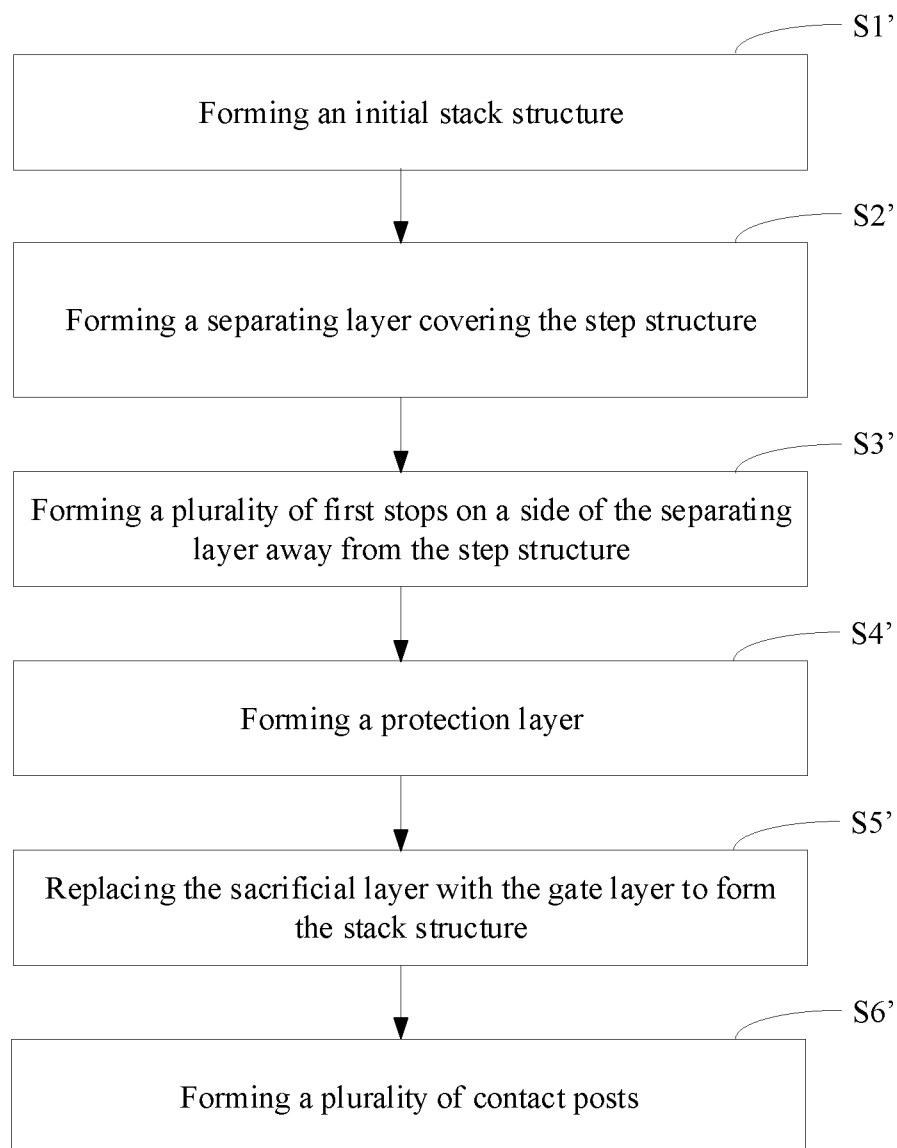 S1’
Forming an initial stack structure
S2’
Forming a separating layer covering the step structure
S3’
Forming a plurality of first stops on a side of the separating
layer away from the step structure
S4’
Forming a protection layer
S5’
Replacing the sacrificial layer with the gate layer to form
the stack structure
S6’
Forming a plurality of contact posts